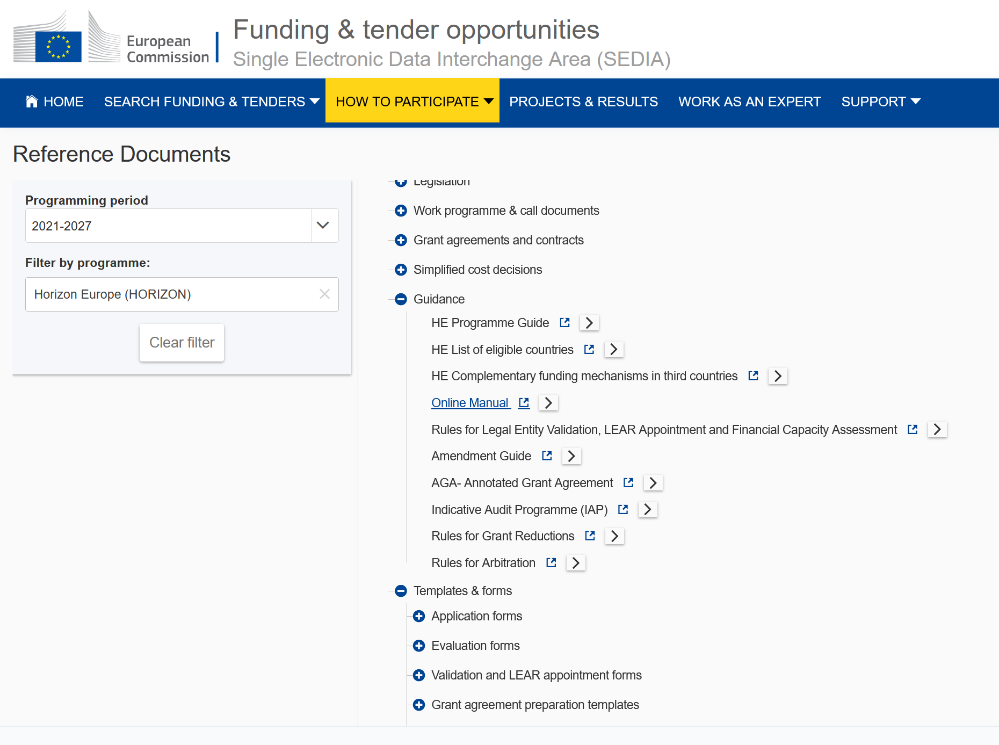 European
Commission
Funding & tender opportunities
Single Electronic Data Interchange Area (SEDIA)
HOME SEARCH FUNDING & TENDERS HOW TO PARTICIPATE PROJECTS & RESULTS WORK AS AN EXPERT SUPPORT
Reference Documents
Programming period
2021-2027
Filter by programme:
Horizon Europe (HORIZON)
Clear filter
Legislation
Work programme & call documents
Grant agreements and contracts
Simplified cost decisions
Guidance
HE Programme Guide
HE List of eligible countries
HE Complementary funding mechanisms in third countries
Online Manual
Rules for Legal Entity Validation, LEAR Appointment and Financial Capacity Assessment
Amendment Guide
AGA- Annotated Grant Agreement
Indicative Audit Programme (IAP)
Rules for Grant Reductions
Rules for Arbitration
Templates & forms
Application forms
Evaluation forms
Validation and LEAR appointment forms
Grant agreement preparation templates